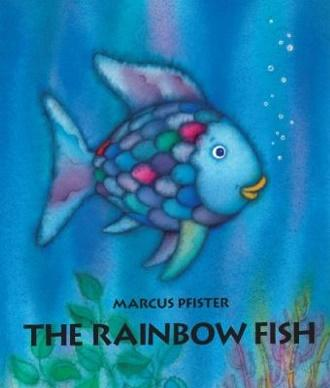 MARCUS PFISTER
THE RAINBOW FISH